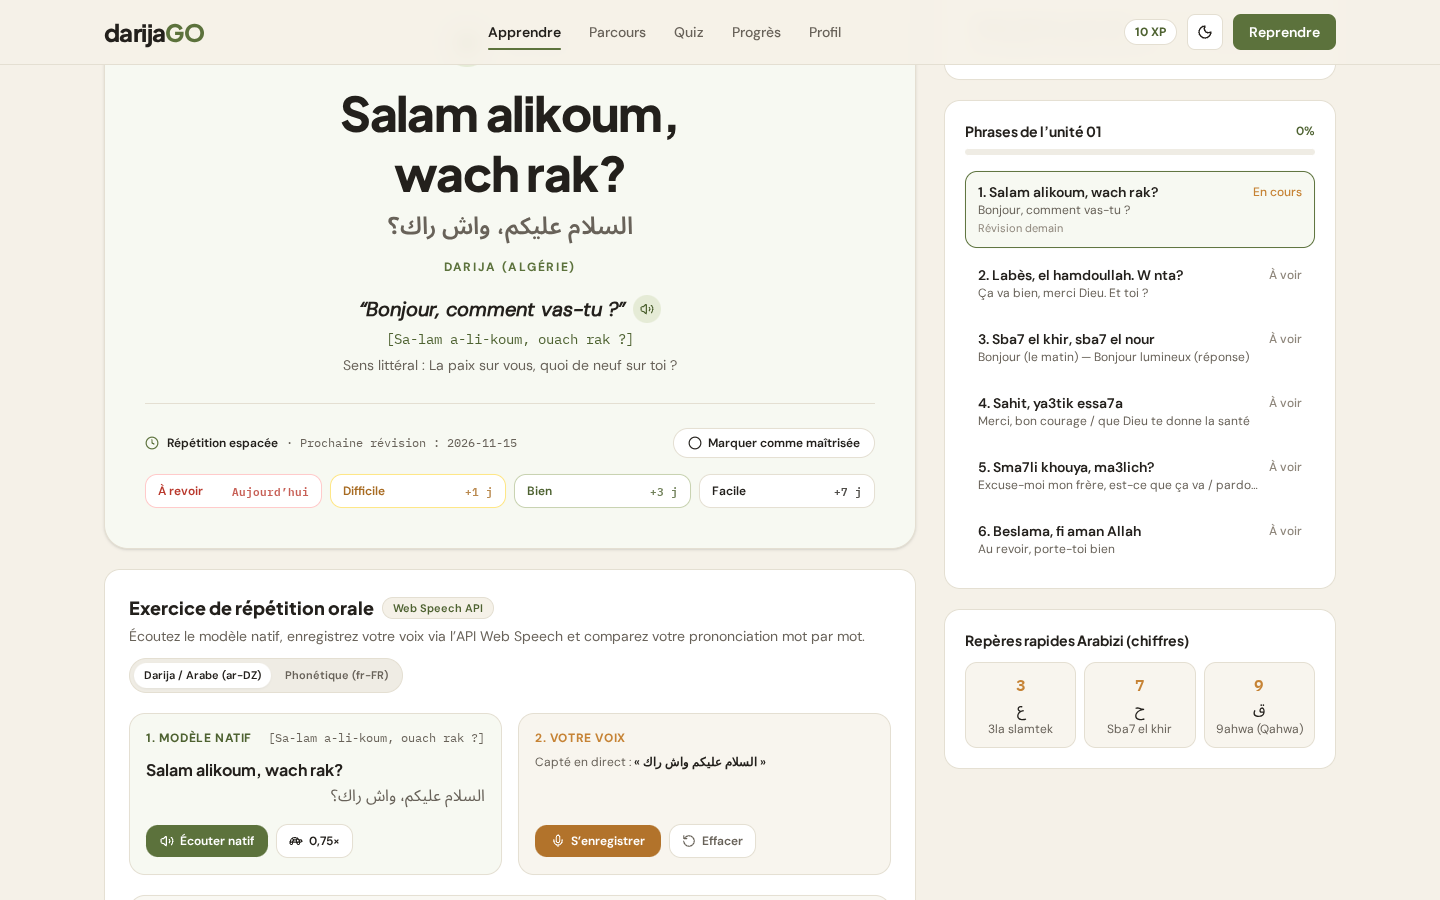 darijaGO
Apprendre
Parcours
Quiz
Progrès
Profil
10 XP
Reprendre
Salam alikoum,
wach rak?
السلام عليكم، واش راك؟
DARIJA (ALGÉRIE)
“Bonjour, comment vas-tu ?”
[Sa-lam a-li-koum, ouach rak ?]
Sens littéral : La paix sur vous, quoi de neuf sur toi ?
Répétition espacée · Prochaine révision : 2026-11-15
Marquer comme maîtrisée
À revoir Aujourd’hui
Difficile +1 j
Bien +3 j
Facile +7 j
Exercice de répétition orale
Web Speech API
Écoutez le modèle natif, enregistrez votre voix via l’API Web Speech et comparez votre prononciation mot par mot.
Darija / Arabe (ar-DZ)
Phonétique (fr-FR)
1. MODÈLE NATIF [Sa-lam a-li-koum, ouach rak ?]
Salam alikoum, wach rak?
السلام عليكم، واش راك؟
Écouter natif
0,75×
2. VOTRE VOIX
Capté en direct : « السلام عليكم واش راك »
S’enregistrer
Effacer
Phrases de l’unité 01 0%
1. Salam alikoum, wach rak? En cours
Bonjour, comment vas-tu ?
Révision demain
2. Labès, el hamdoullah. W nta? À voir
Ça va bien, merci Dieu. Et toi ?
3. Sba7 el khir, sba7 el nour À voir
Bonjour (le matin) — Bonjour lumineux (réponse)
4. Sahit, ya3tik essa7a À voir
Merci, bon courage / que Dieu te donne la santé
5. Sma7li khouya, ma3lich? À voir
Excuse-moi mon frère, est-ce que ça va / pardo…
6. Beslama, fi aman Allah À voir
Au revoir, porte-toi bien
Repères rapides Arabizi (chiffres)
3
ع
3la slamtek
7
ح
Sba7 el khir
9
ق
9ahwa (Qahwa)